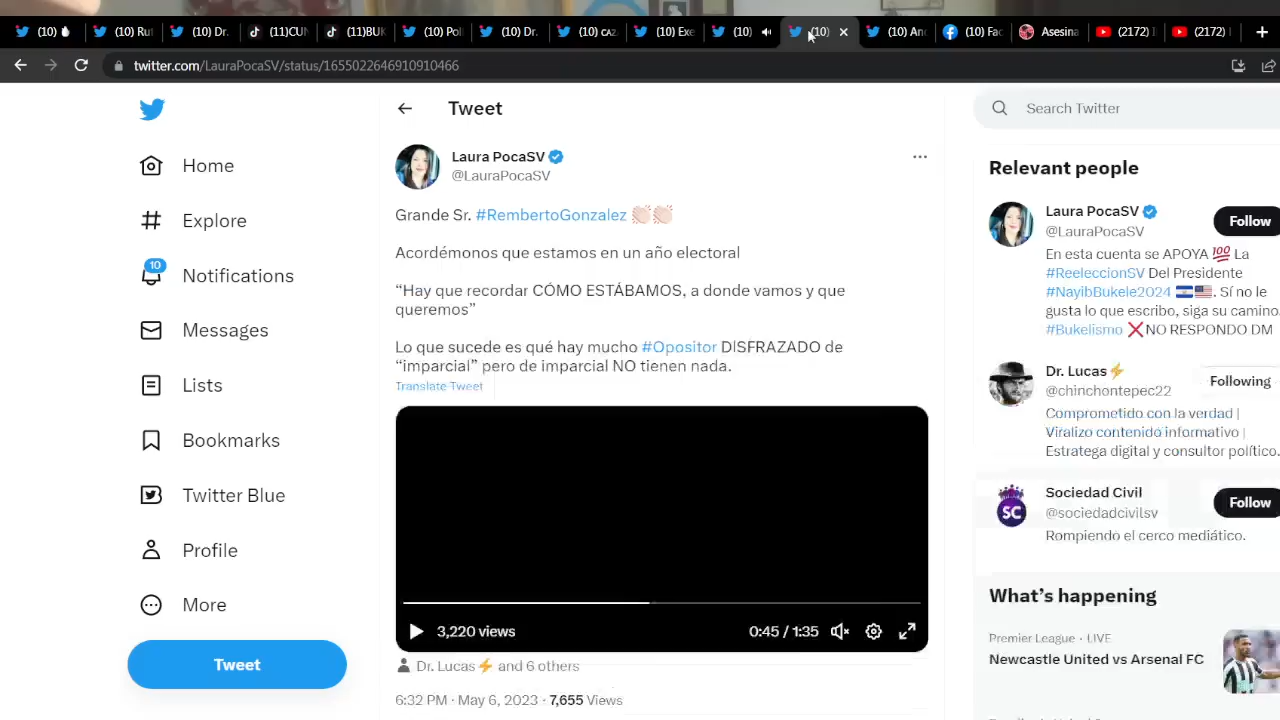 (10)
(10) Rut
(10) Dr.
(11)CUN
(11)BUK
(10) Pol
(10) Dr.
(10) CAZ
(10) Exe
(10)
(10)
(10) An
(10) Fac
Asesina
(2172)
(2172)
twitter.com/LauraPocaSV/status/1655022646910910466
Home
Explore
10
Notifications
Messages
Lists
Bookmarks
Twitter Blue
Profile
More
Tweet
Tweet
Laura PocaSV
@LauraPocaSV
Grande Sr. #RembertoGonzalez 👏🏻👏🏻
Acordémonos que estamos en un año electoral
“Hay que recordar CÓMO ESTÁBAMOS, a donde vamos y que
queremos”
Lo que sucede es qué hay mucho #Opositor DISFRAZADO de
“imparcial” pero de imparcial NO tienen nada.
Translate Tweet
3,220 views
0:45 / 1:35
Dr. Lucas⚡ and 6 others
6:32 PM · May 6, 2023 · 7,655 Views
Search Twitter
Relevant people
Laura PocaSV
@LauraPocaSV
Follow
En esta cuenta se APOYA 💯 La
#ReeleccionSV Del Presidente
#NayibBukele2024 🇸🇻🇺🇸. Sí no le
gusta lo que escribo, siga su camino.
#Bukelismo ❌NO RESPONDO DM
Dr. Lucas⚡
@chinchontepec22
Following
Comprometido con la verdad |
Viralizo contenido informativo |
Estratega digital y consultor político.
SC
Sociedad Civil
@sociedadcivilsv
Follow
Rompiendo el cerco mediático.
What’s happening
Premier League · LIVE
Newcastle United vs Arsenal FC